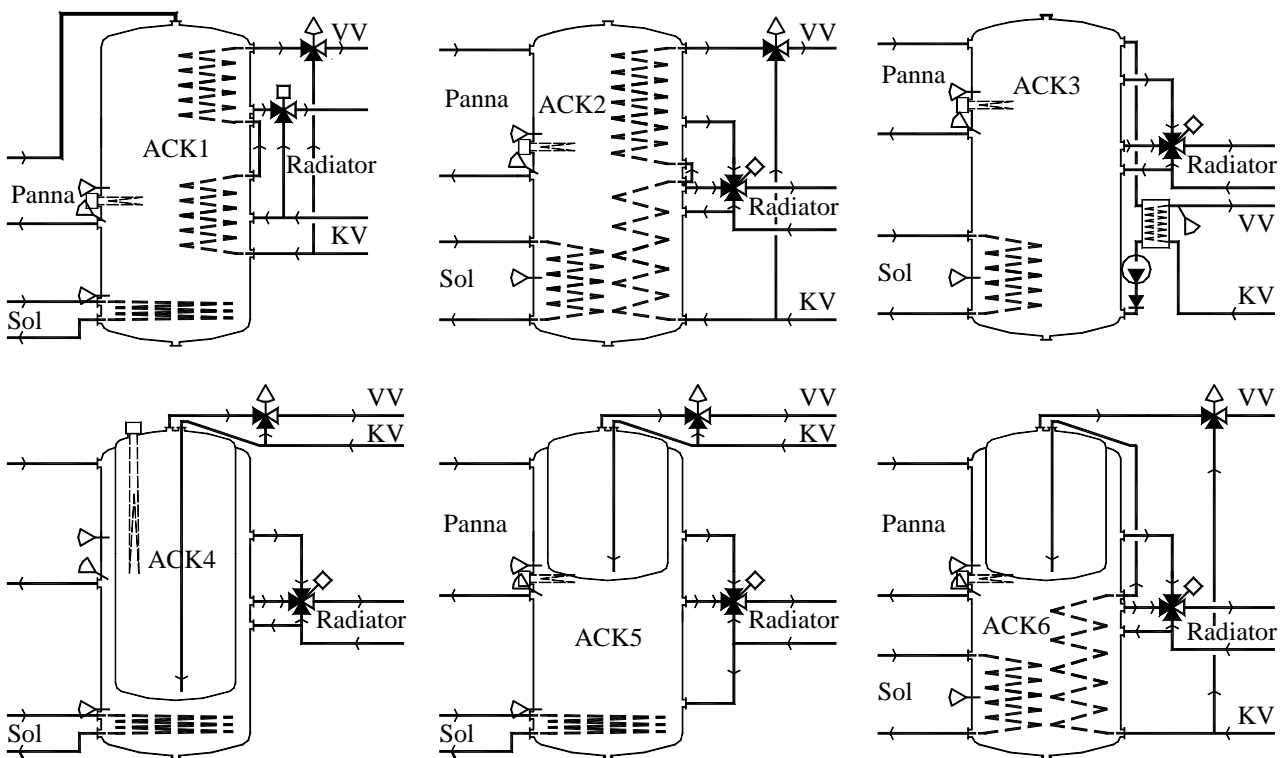 VV
ACK1
Radiator
Panna
KV
Sol
VV
Panna
ACK2
Radiator
Sol
KV
Panna
ACK3
Radiator
VV
Sol
KV
VV
KV
ACK4
Radiator
Sol
VV
KV
Panna
ACK5
Radiator
Sol
VV
Panna
ACK6
Radiator
Sol
KV